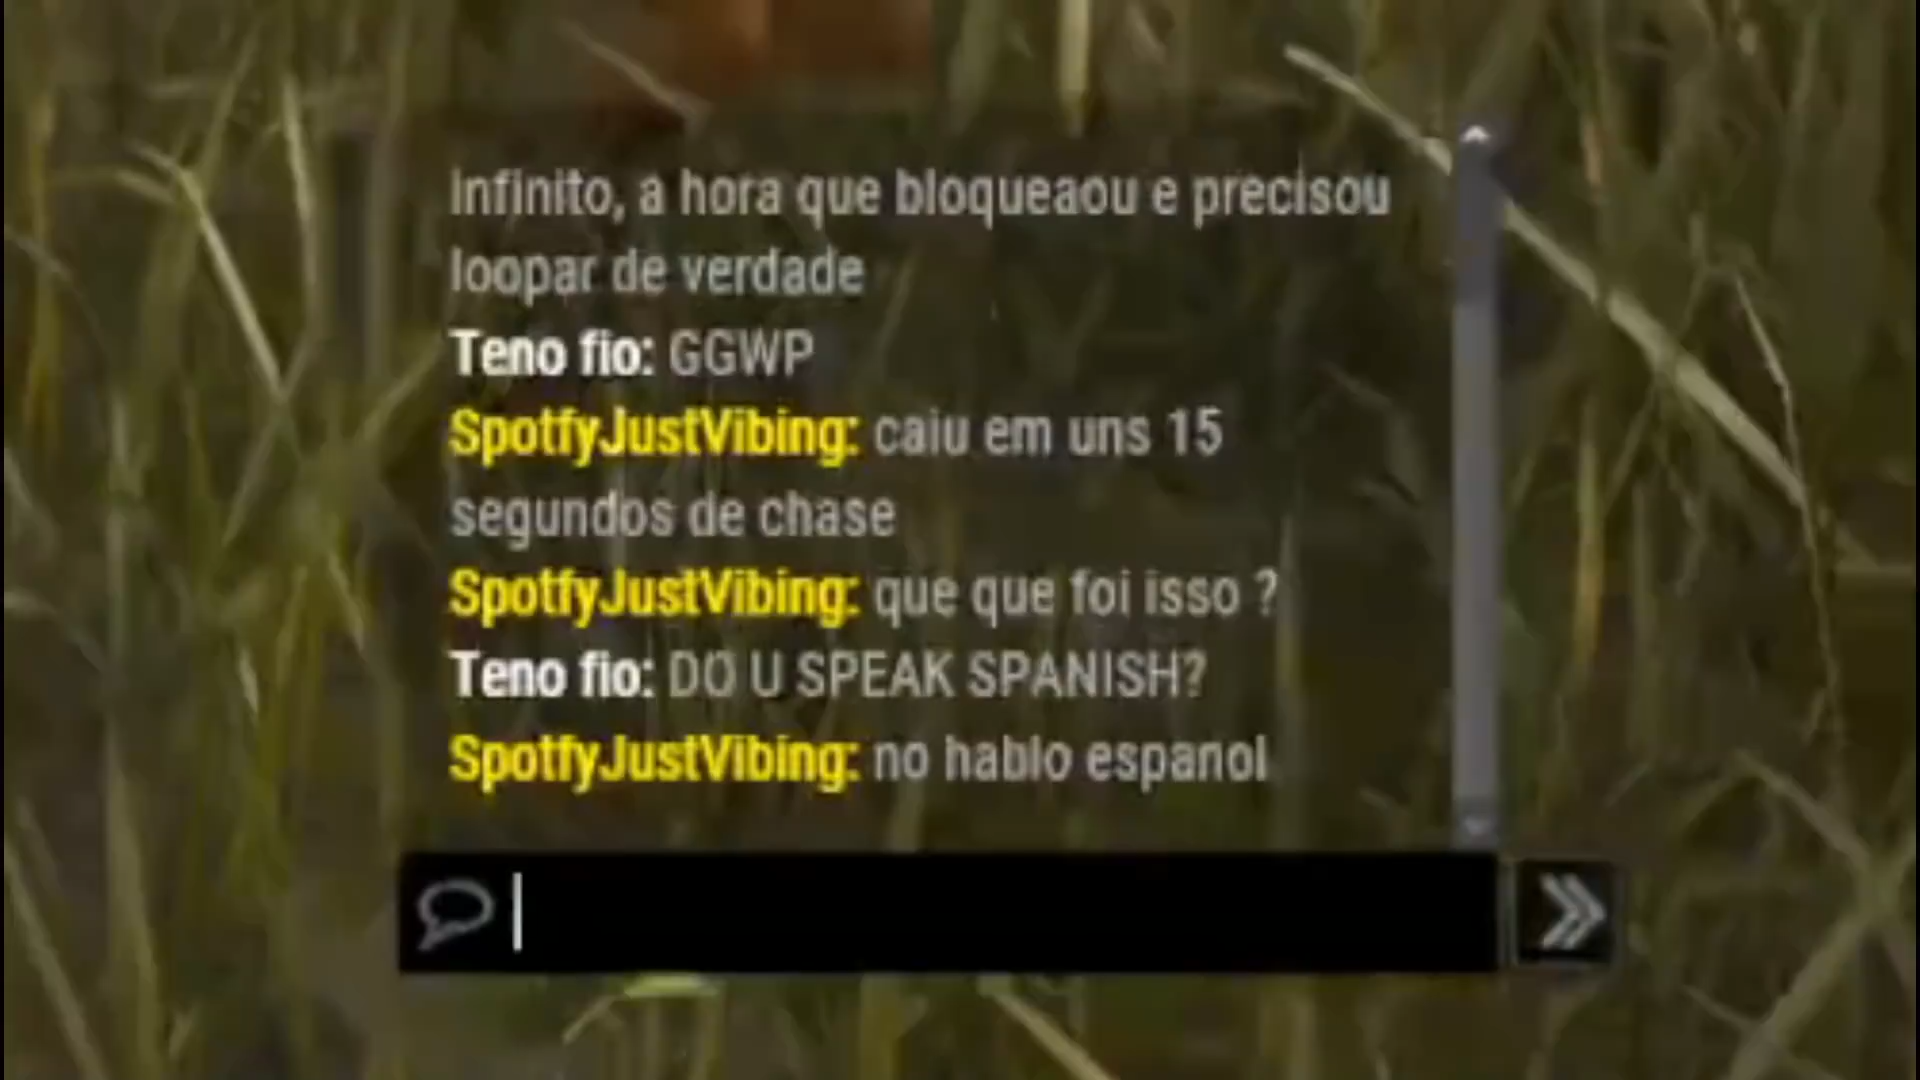 infinito, a hora que bloqueaou e precisou
loopar de verdade
Teno fio: GGWP
SpotfyJustVibing: caiu em uns 15
segundos de chase
SpotfyJustVibing: que que foi isso ?
Teno fio: DO U SPEAK SPANISH?
SpotfyJustVibing: no hablo espanol